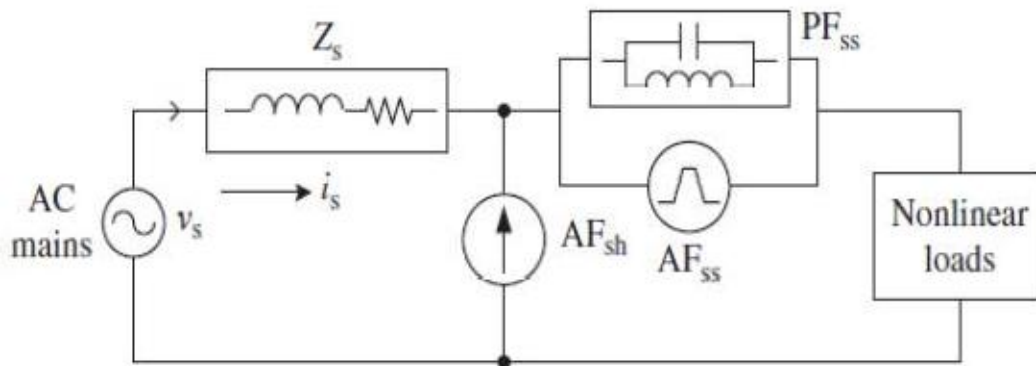 Zs
PFss
AC
mains
vs
is
AFsh
AFss
Nonlinear
loads